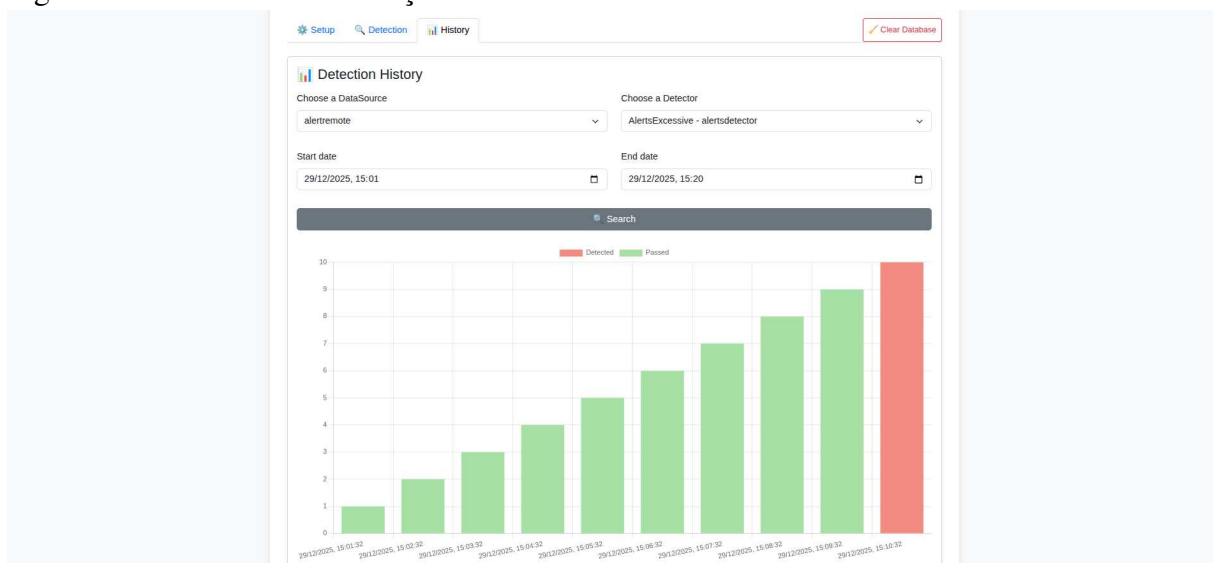 Setup Detection History Clear Database
Detection History
Choose a DataSource Choose a Detector
alertremote AlertsExcessive - alertsdetector
Start date End date
29/12/2025, 15:01 29/12/2025, 15:20
Search
Detected Passed
10
9
8
7
6
5
4
3
2
1
0
29/12/2025, 15:01:32 29/12/2025, 15:02:32 29/12/2025, 15:03:32 29/12/2025, 15:04:32 29/12/2025, 15:05:32 29/12/2025, 15:06:32 29/12/2025, 15:07:32 29/12/2025, 15:08:32 29/12/2025, 15:09:32 29/12/2025, 15:10:32